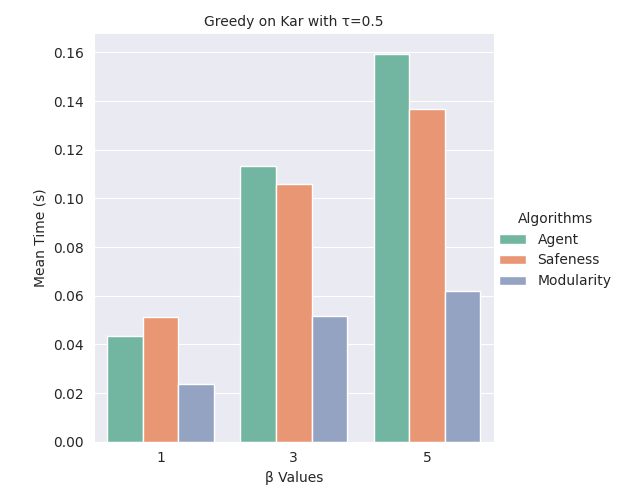 Greedy on Kar with τ=0.5
Mean Time (s)
0.16
0.14
0.12
0.10
0.08
0.06
0.04
0.02
0.00
1 3 5
β Values
Algorithms
Agent
Safeness
Modularity